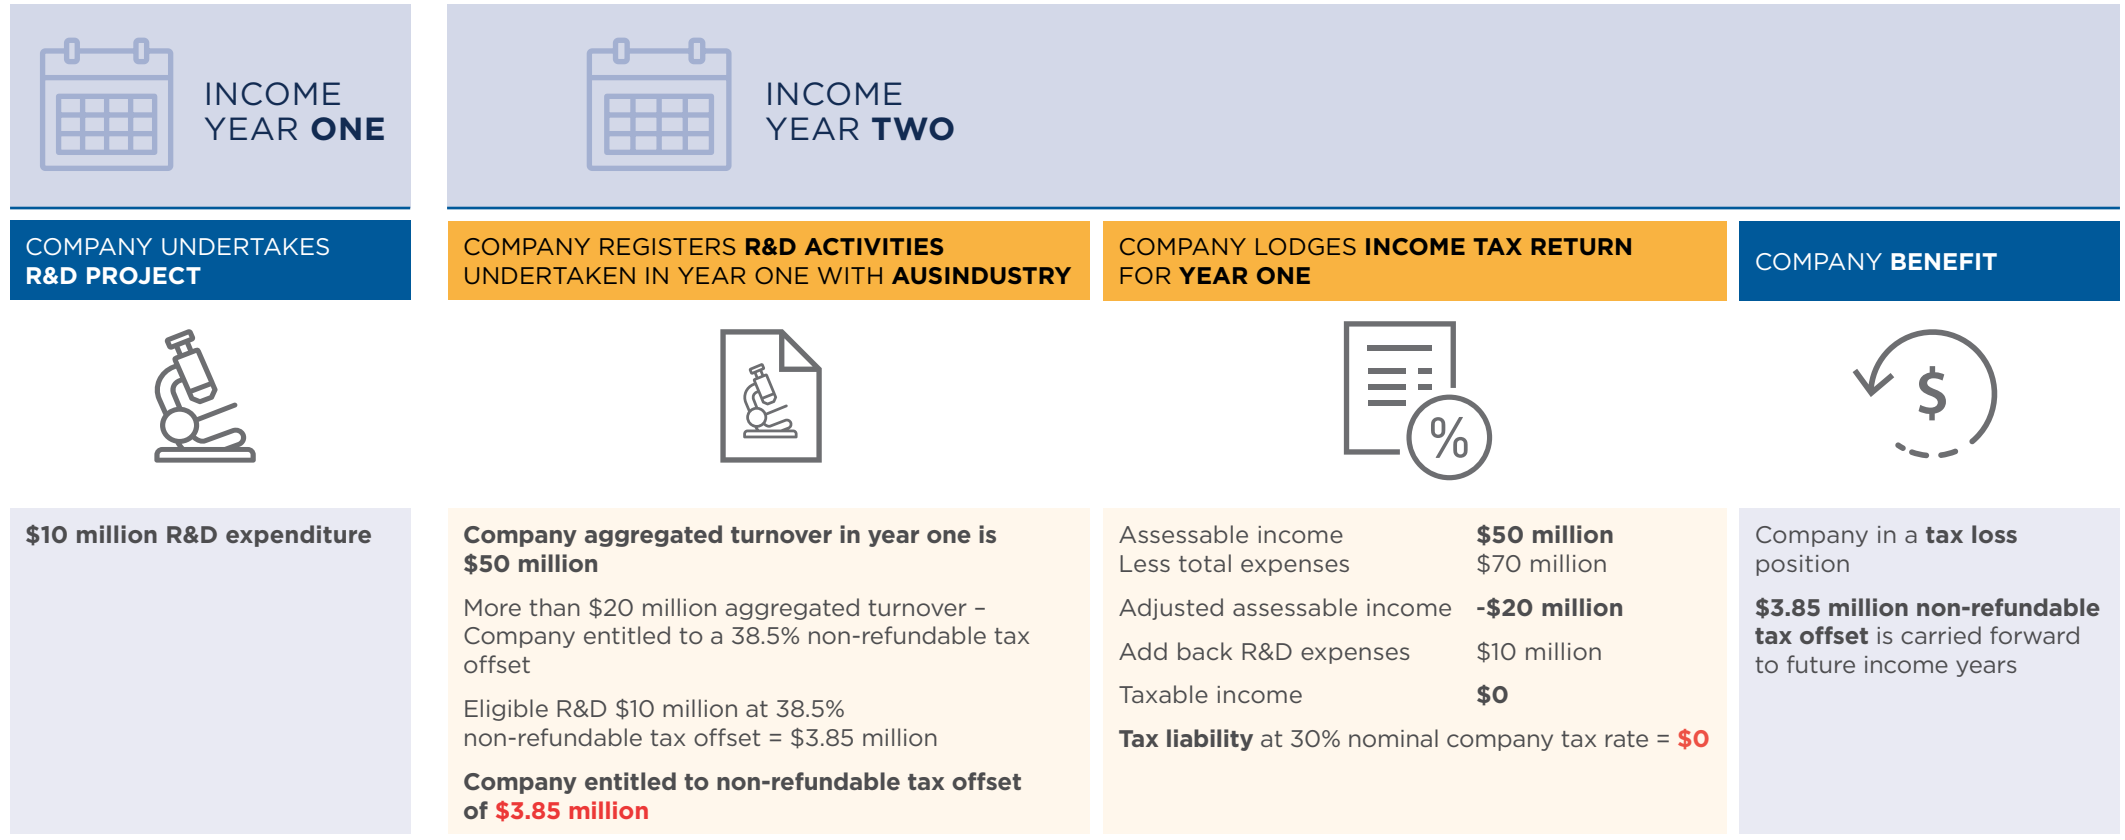 INCOME
YEAR ONE
INCOME
YEAR TWO
COMPANY UNDERTAKES
R&D PROJECT
$10 million R&D expenditure
COMPANY REGISTERS R&D ACTIVITIES
UNDERTAKEN IN YEAR ONE WITH AUSINDUSTRY
Company aggregated turnover in year one is
$50 million
More than $20 million aggregated turnover –
Company entitled to a 38.5% non-refundable tax
offset
Eligible R&D $10 million at 38.5%
non-refundable tax offset = $3.85 million
Company entitled to non-refundable tax offset
of $3.85 million
COMPANY LODGES INCOME TAX RETURN
FOR YEAR ONE
%
Assessable income $50 million
Less total expenses $70 million
Adjusted assessable income -$20 million
Add back R&D expenses $10 million
Taxable income $0
Tax liability at 30% nominal company tax rate = $0
COMPANY BENEFIT
$
Company in a tax loss
position
$3.85 million non-refundable
tax offset is carried forward
to future income years